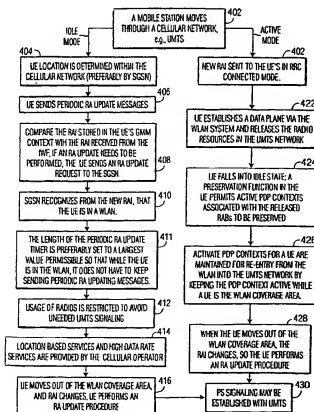 A MOBILE STATION MOVES
THROUGH A CELLULAR NETWORK,
e.g., UMTS
402
IDLE
MODE
ACTIVE
MODE
404
UE LOCATION IS DETERMINED WITHIN THE
CELLULAR NETWORK (PREFERABLY BY SGSN)
406
UE SENDS PERIODIC RA UPDATE MESSAGES
COMPARE THE RAI STORED IN THE UE'S GMM
CONTEXT WITH THE RAI RECEIVED FROM THE
IWF, IF AN RA UPDATE NEEDS TO BE
PERFORMED, THE UE SENDS AN RA UPDATE
REQUEST TO THE SGSN.
408
410
SGSN RECOGNIZES FROM THE NEW RAI, THAT
THE UE IS IN A WLAN.
411
THE LENGTH OF THE PERIODIC RA UPDATE
TIMER IS PREFERABLY SET TO A LARGEST
VALUE PERMISSIBLE SO THAT WHILE THE UE
IS IN THE WLAN, IT DOES NOT HAVE TO KEEP
SENDING PERIODIC RA UPDATING MESSAGES.
412
USAGE OF RADIOS IS RESTRICTED TO AVOID
UNEEDED UMTS SIGNALING
414
LOCATION BASED SERVICES AND HIGH DATA RATE
SERVICES ARE PROVIDED BY THE CELLULAR OPERATOR
416
UE MOVES OUT OF THE WLAN COVERAGE AREA,
AND RAI CHANGES, UE PERFORMS AN
RA UPDATE PROCEDURE
402
NEW RAI SENT TO THE UE'S IN RRC
CONNECTED MODE.
422
UE ESTABLISHES A DATA PLANE VIA THE
WLAN SYSTEM AND RELEASES THE RADIO
RESOURCES IN THE UMTS NETWORK
424
UE FALLS INTO IDLE STATE; A
PRESERVATION FUNCTION IN THE
UE PERMITS ACTIVE PDP CONTEXTS
ASSOCIATED WITH THE RELEASED
RABs TO BE PRESERVED
426
ACTIVATE PDP CONTEXTS FOR A UE ARE
MAINTAINED FOR RE-ENTRY FROM THE
WLAN INTO THE UMTS NETWORK BY
KEEPING THE PDP CONTEXT ACTIVE WHILE
A UE IS THE WLAN COVERAGE AREA.
428
WHEN THE UE MOVES OUT OF THE
WLAN COVERAGE AREA, THE
RAI CHANGES, SO THE UE PERFORMS
AN RA UPDATE PROCEDURE
430
PS SIGNALING MAY BE
ESTABLISHED WITH UMTS